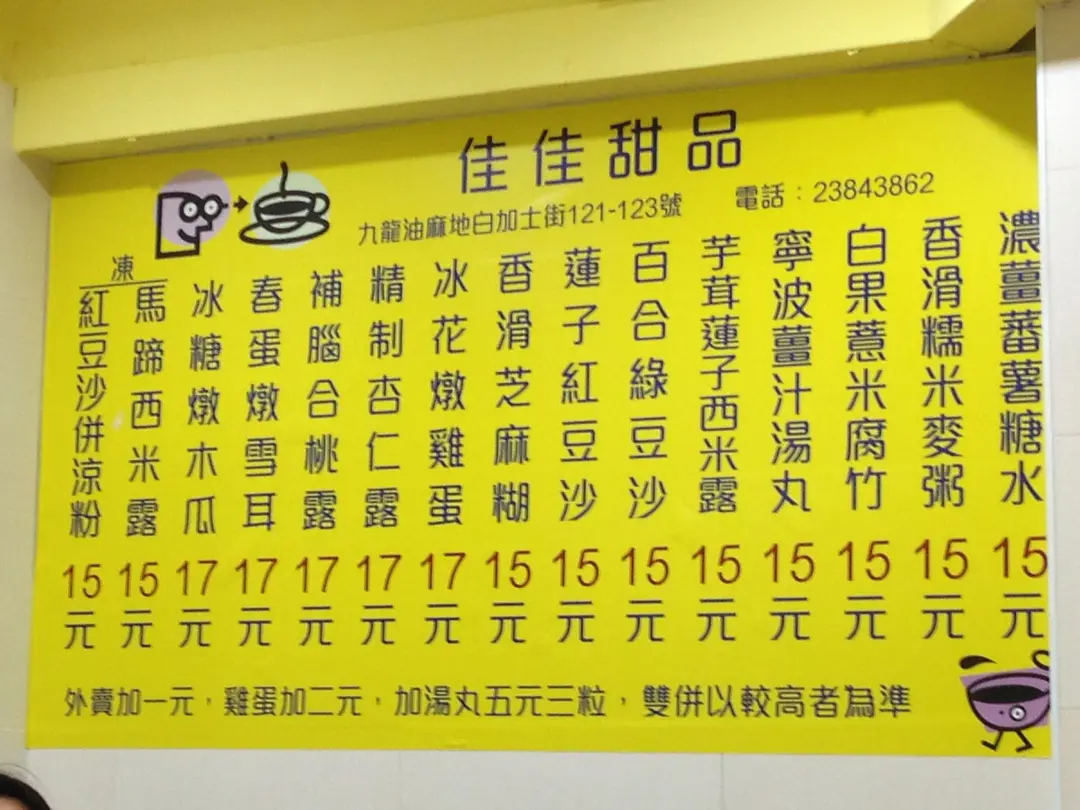 佳佳甜品
九龍油麻地白加士街121-123號
電話：23843862
濃薑蕃薯糖水 15元
香滑糯米麥粥 15元
白果薏米腐竹 15元
寧波薑汁湯丸 15元
芋茸蓮子西米露 15元
百合綠豆沙 15元
蓮子紅豆沙 15元
香滑芝麻糊 15元
冰花燉雞蛋 17元
精制杏仁露 17元
補腦合桃露 17元
春蛋燉雪耳 17元
冰糖燉木瓜 17元
凍
馬蹄西米露 15元
紅豆沙併涼粉 15元
外賣加一元，雞蛋加二元，加湯丸五元三粒，雙併以較高者為準